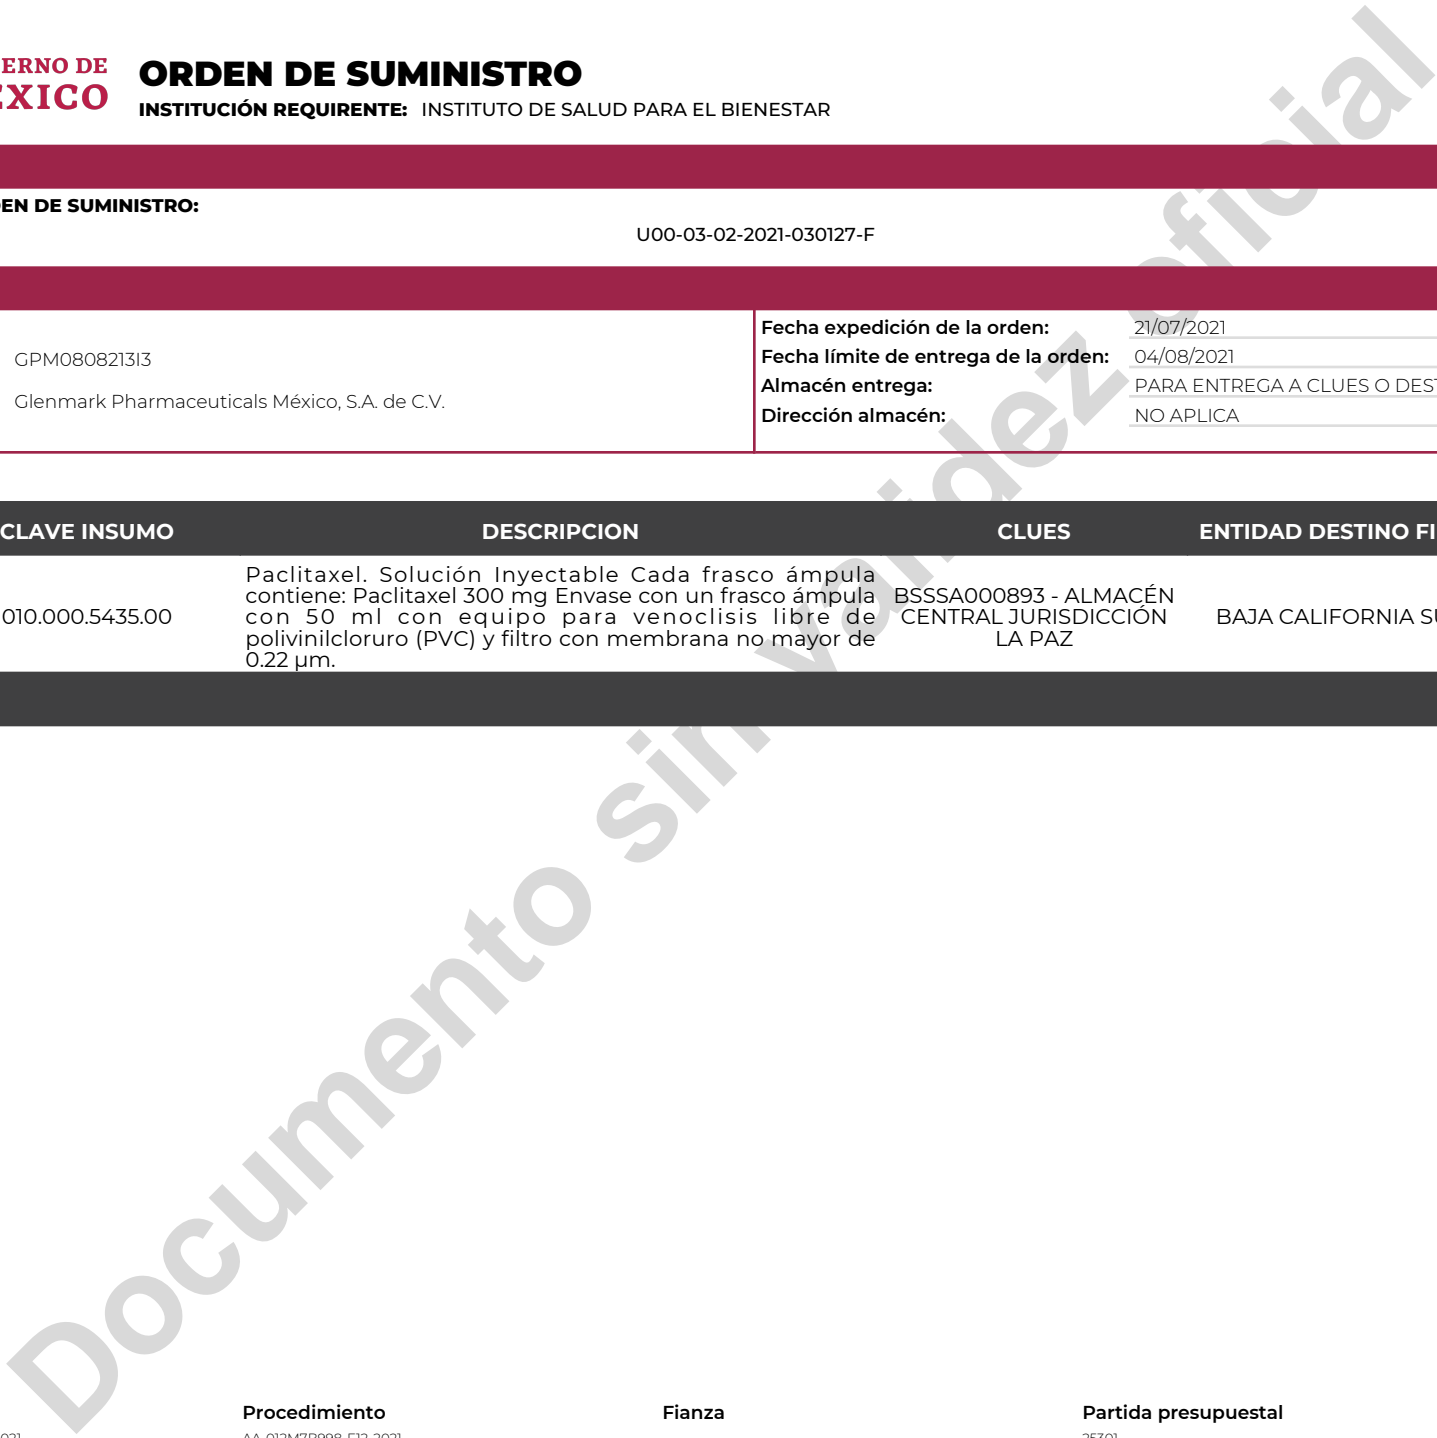 ERNO DE
ÉXICO
ORDEN DE SUMINISTRO
INSTITUCIÓN REQUIRENTE: INSTITUTO DE SALUD PARA EL BIENESTAR
EN DE SUMINISTRO:
U00-03-02-2021-030127-F
GPM0808213I3
Glenmark Pharmaceuticals México, S.A. de C.V.
Fecha expedición de la orden: 21/07/2021
Fecha límite de entrega de la orden: 04/08/2021
Almacén entrega: PARA ENTREGA A CLUES O DEST
Dirección almacén: NO APLICA
CLAVE INSUMO DESCRIPCION CLUES ENTIDAD DESTINO FI
010.000.5435.00
Paclitaxel. Solución Inyectable Cada frasco ámpula
contiene: Paclitaxel 300 mg Envase con un frasco ámpula
con 50 ml con equipo para venoclisis libre de
polivinilcloruro (PVC) y filtro con membrana no mayor de
0.22 µm.
BSSSA000893 - ALMACÉN
CENTRAL JURISDICCIÓN
LA PAZ
BAJA CALIFORNIA SU
Documento sin validez oficial
Procedimiento Fianza Partida presupuestal